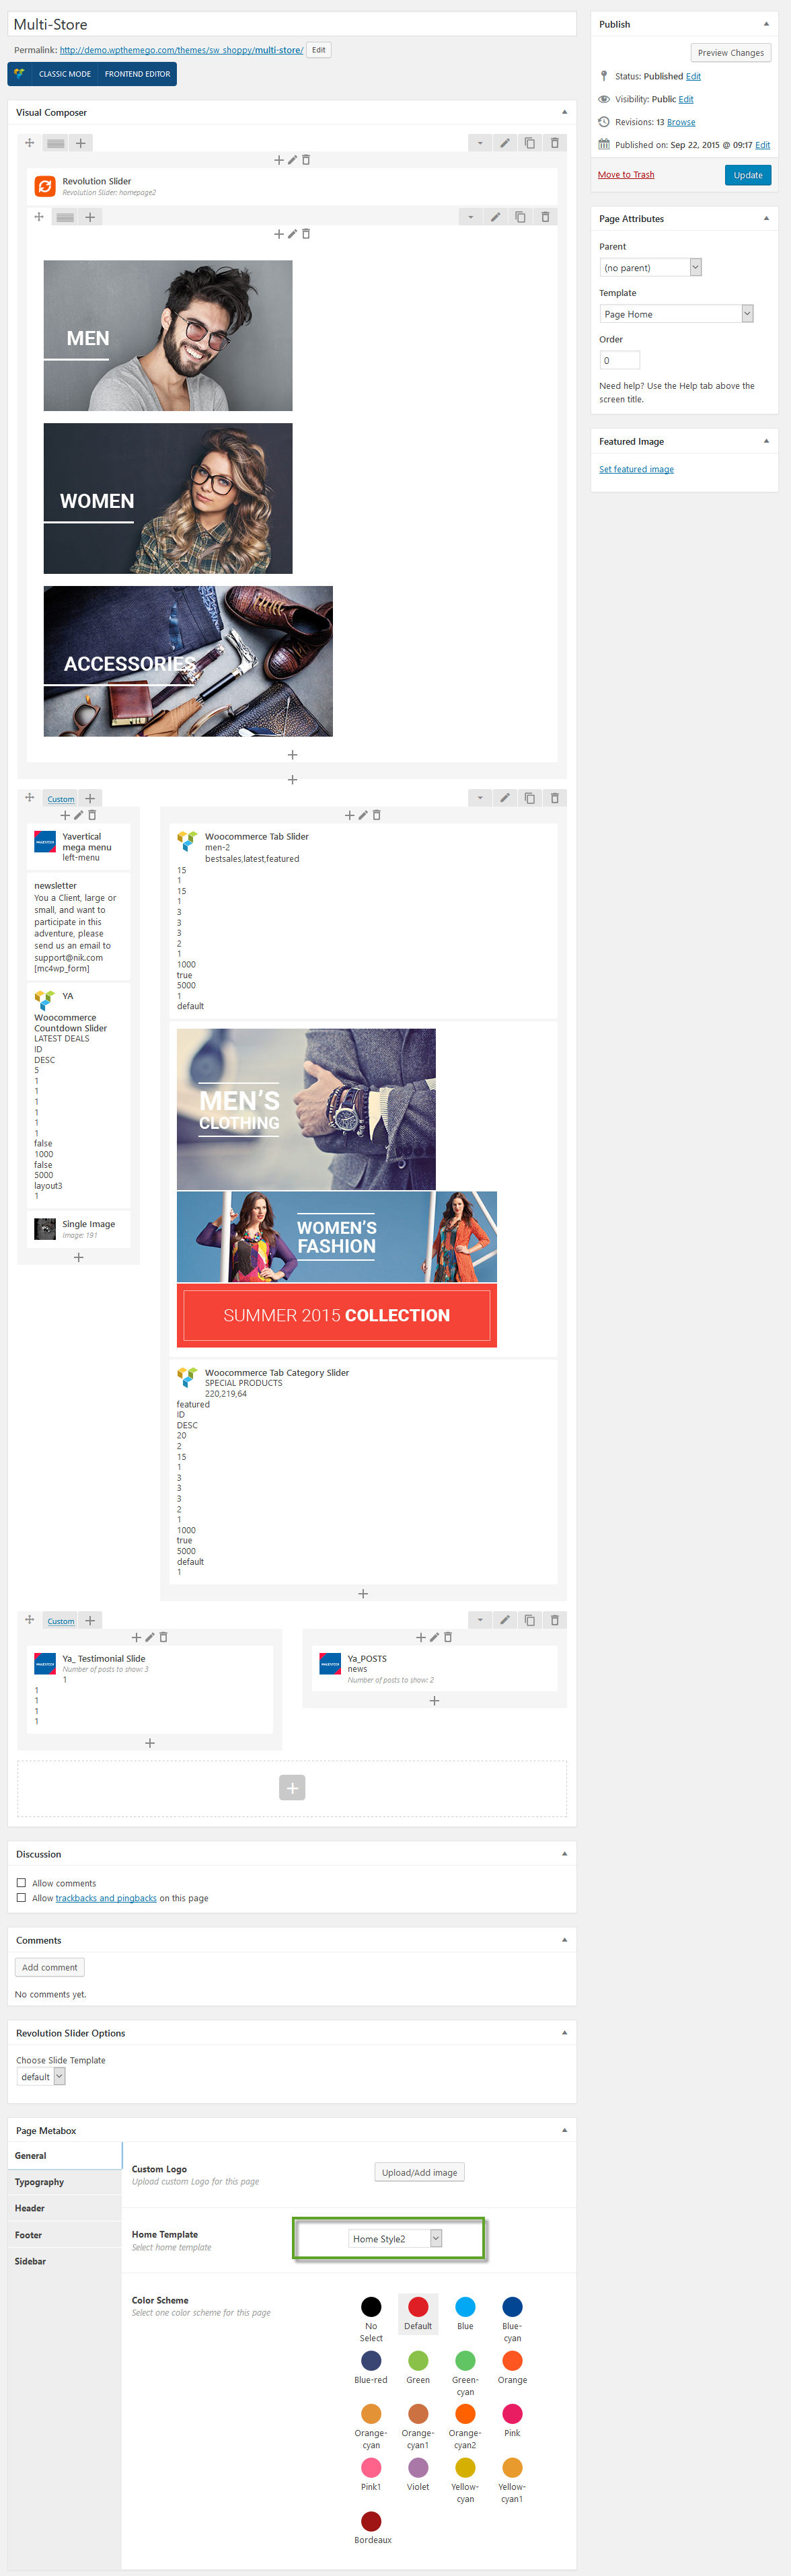 Multi-Store
Permalink: http://demo.wpthemego.com/themes/sw_shoppy/multi-store/ Edit
CLASSIC MODE FRONTEND EDITOR
Visual Composer
Revolution Slider
Revolution Slider: homepage2
MEN
WOMEN
ACCESSORIES
Custom
Yavertical
mega menu
left-menu
newsletter
You a Client, large or
small, and want to
participate in this
adventure, please
send us an email to
support@nik.com
[mc4wp_form]
YA
Woocommerce
Countdown Slider
LATEST DEALS
ID
DESC
5
1
1
1
1
1
1
false
1000
false
5000
layout3
1
Single Image
Image: 191
Woocommerce Tab Slider
men-2
bestsales,latest,featured
15
1
15
1
3
3
3
2
1
1000
true
5000
1
default
MEN'S
CLOTHING
WOMEN'S
FASHION
SUMMER 2015 COLLECTION
Woocommerce Tab Category Slider
SPECIAL PRODUCTS
220,219,64
featured
ID
DESC
20
2
15
1
3
3
3
2
1
1000
true
5000
default
1
Custom
Ya_ Testimonial Slide
Number of posts to show: 3
1
1
1
1
1
Ya_POSTS
news
Number of posts to show: 2
Discussion
Allow comments
Allow trackbacks and pingbacks on this page
Comments
Add comment
No comments yet.
Revolution Slider Options
Choose Slide Template
default
Page Metabox
General
Typography
Header
Footer
Sidebar
Custom Logo
Upload custom Logo for this page
Upload/Add image
Home Template
Select home template
Home Style2
Color Scheme
Select one color scheme for this page
No
Select
Default
Blue
Blue-
cyan
Blue-red
Green
Green-
cyan
Orange
Orange-
cyan
Orange-
cyan1
Orange-
cyan2
Pink
Pink1
Violet
Yellow-
cyan
Yellow-
cyan1
Bordeaux
Publish
Preview Changes
Status: Published Edit
Visibility: Public Edit
Revisions: 13 Browse
Published on: Sep 22, 2015 @ 09:17 Edit
Move to Trash
Update
Page Attributes
Parent
(no parent)
Template
Page Home
Order
0
Need help? Use the Help tab above the
screen title.
Featured Image
Set featured image